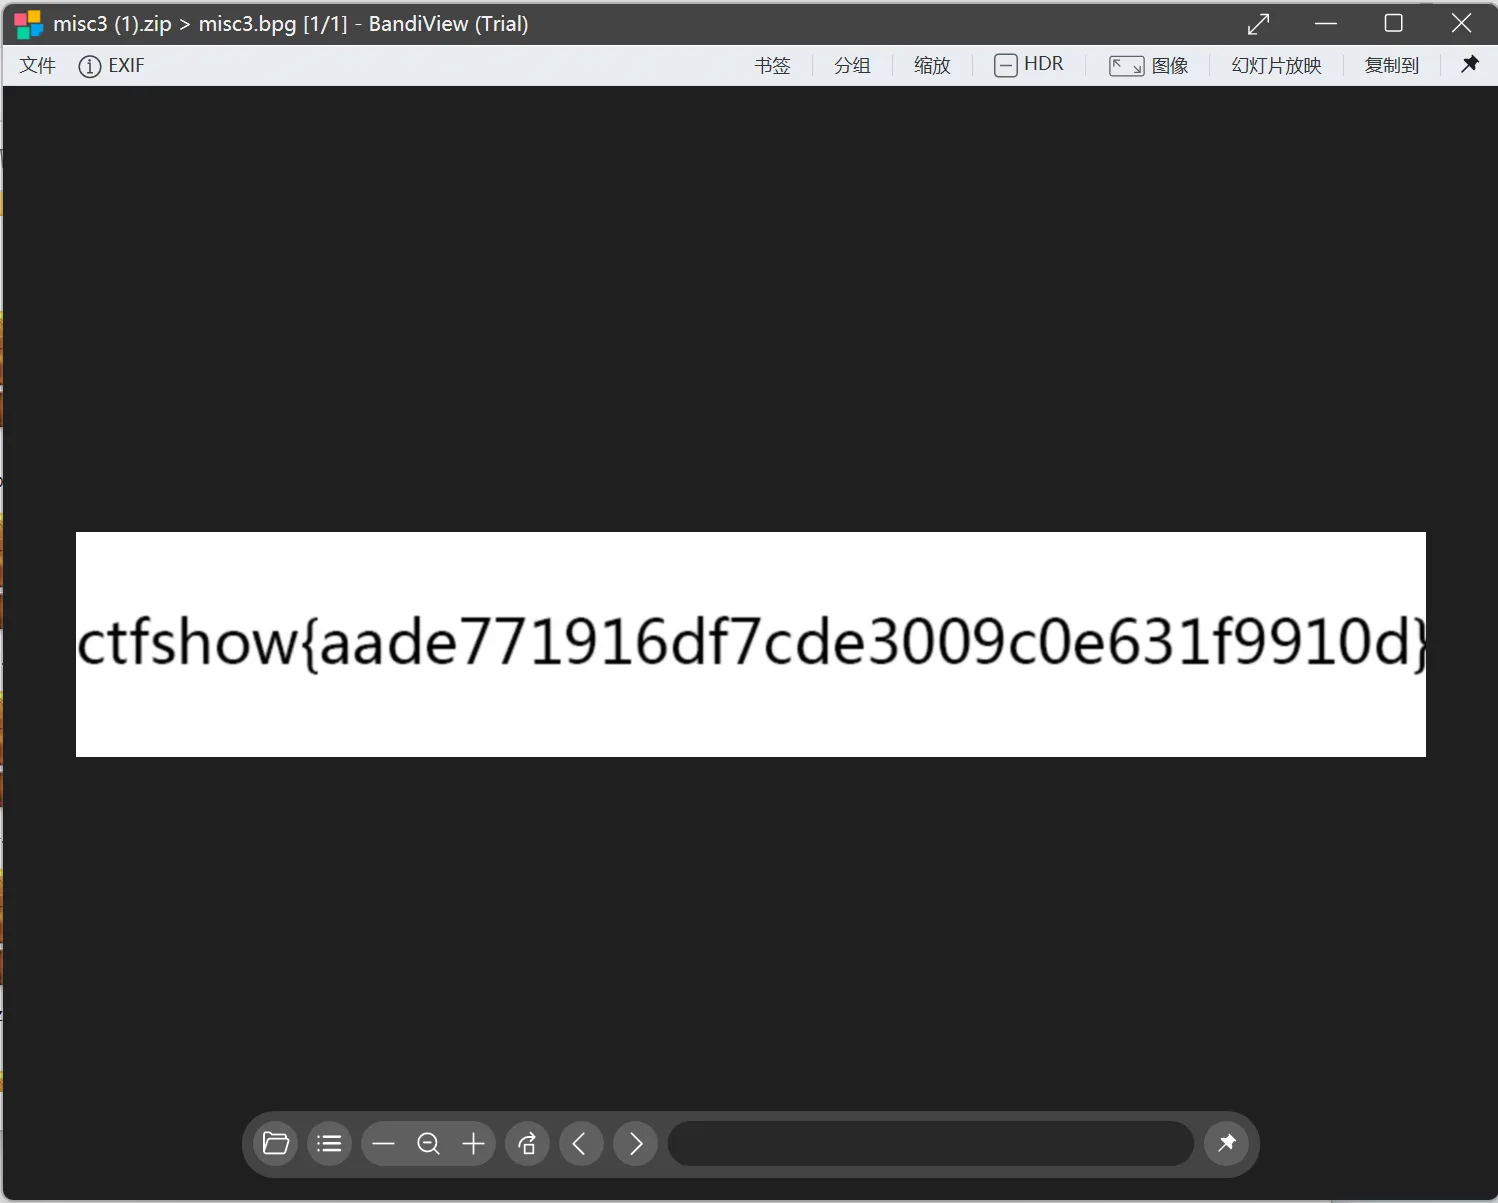 misc3 (1).zip > misc3.bpg [1/1] - BandiView (Trial)
文件 EXIF 书签 分组 缩放 HDR 图像 幻灯片放映 复制到
ctfshow{aade771916df7cde3009c0e631f9910d}